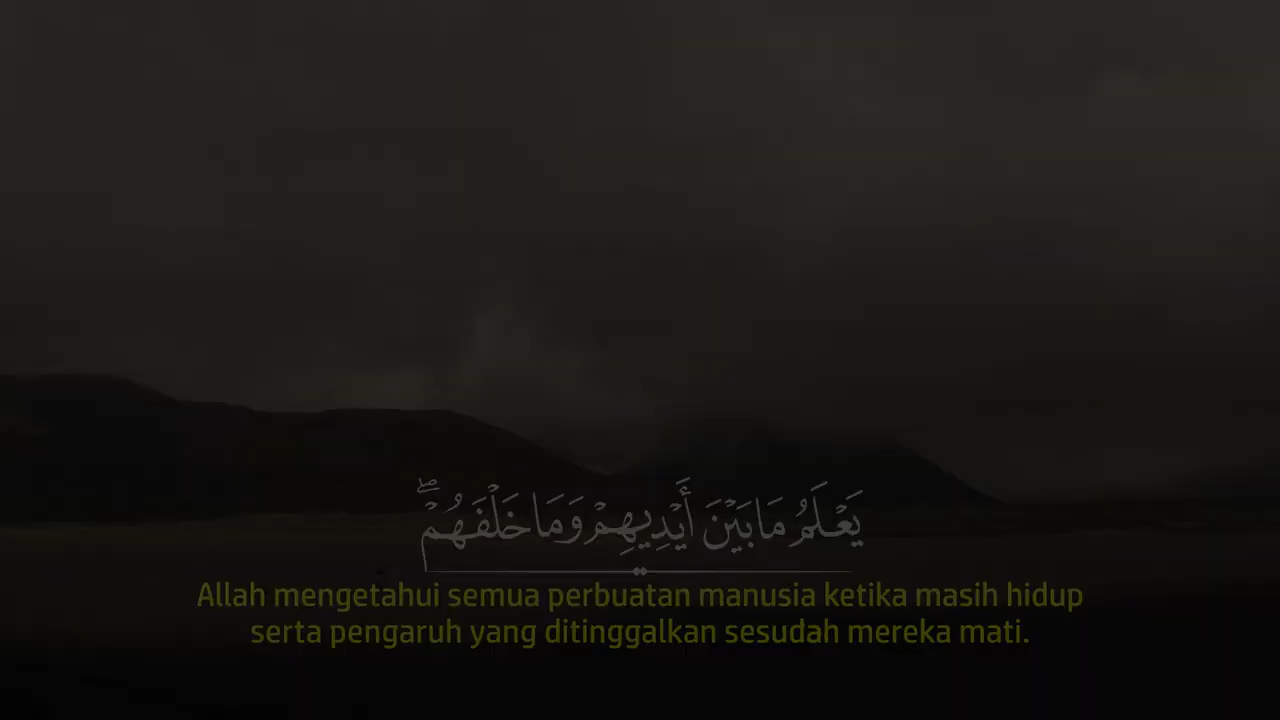 يَعْلَمُ مَا بَيْنَ أَيْدِيهِمْ وَمَا خَلْفَهُمْۖ
Allah mengetahui semua perbuatan manusia ketika masih hidup
serta pengaruh yang ditinggalkan sesudah mereka mati.